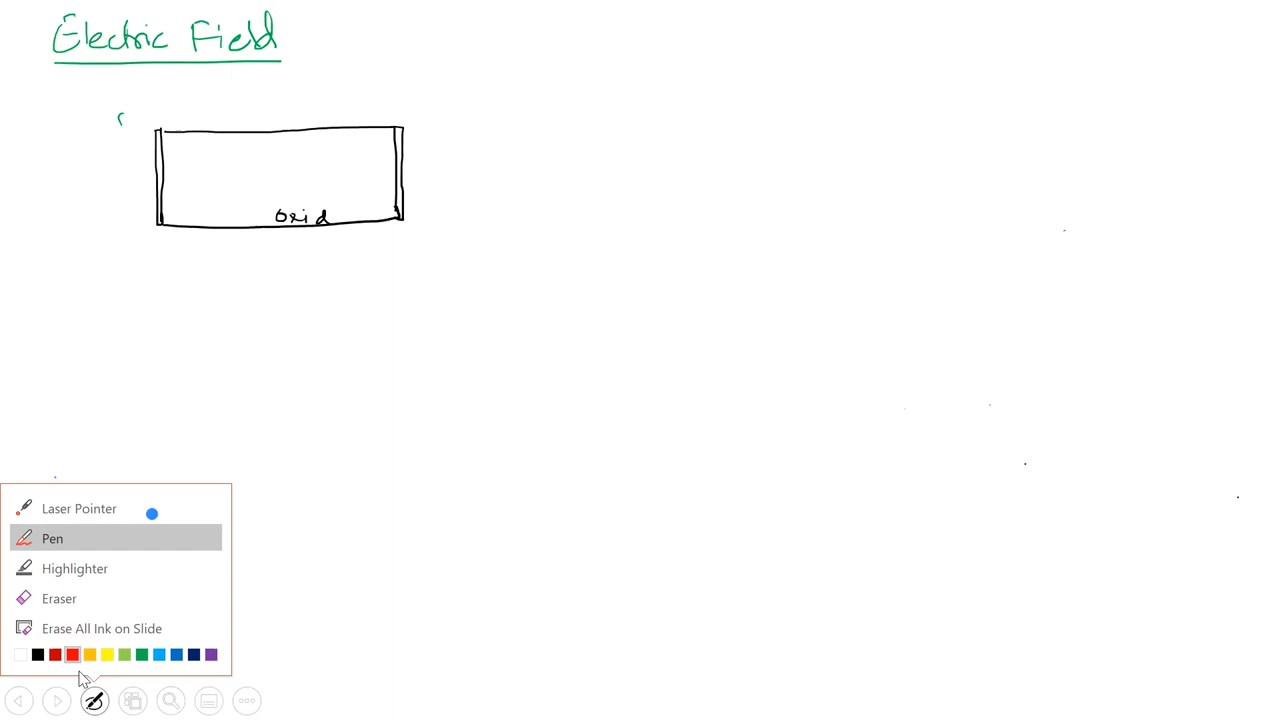 Electric Field
Oxid
Laser Pointer
Pen
Highlighter
Eraser
Erase All Ink on Slide